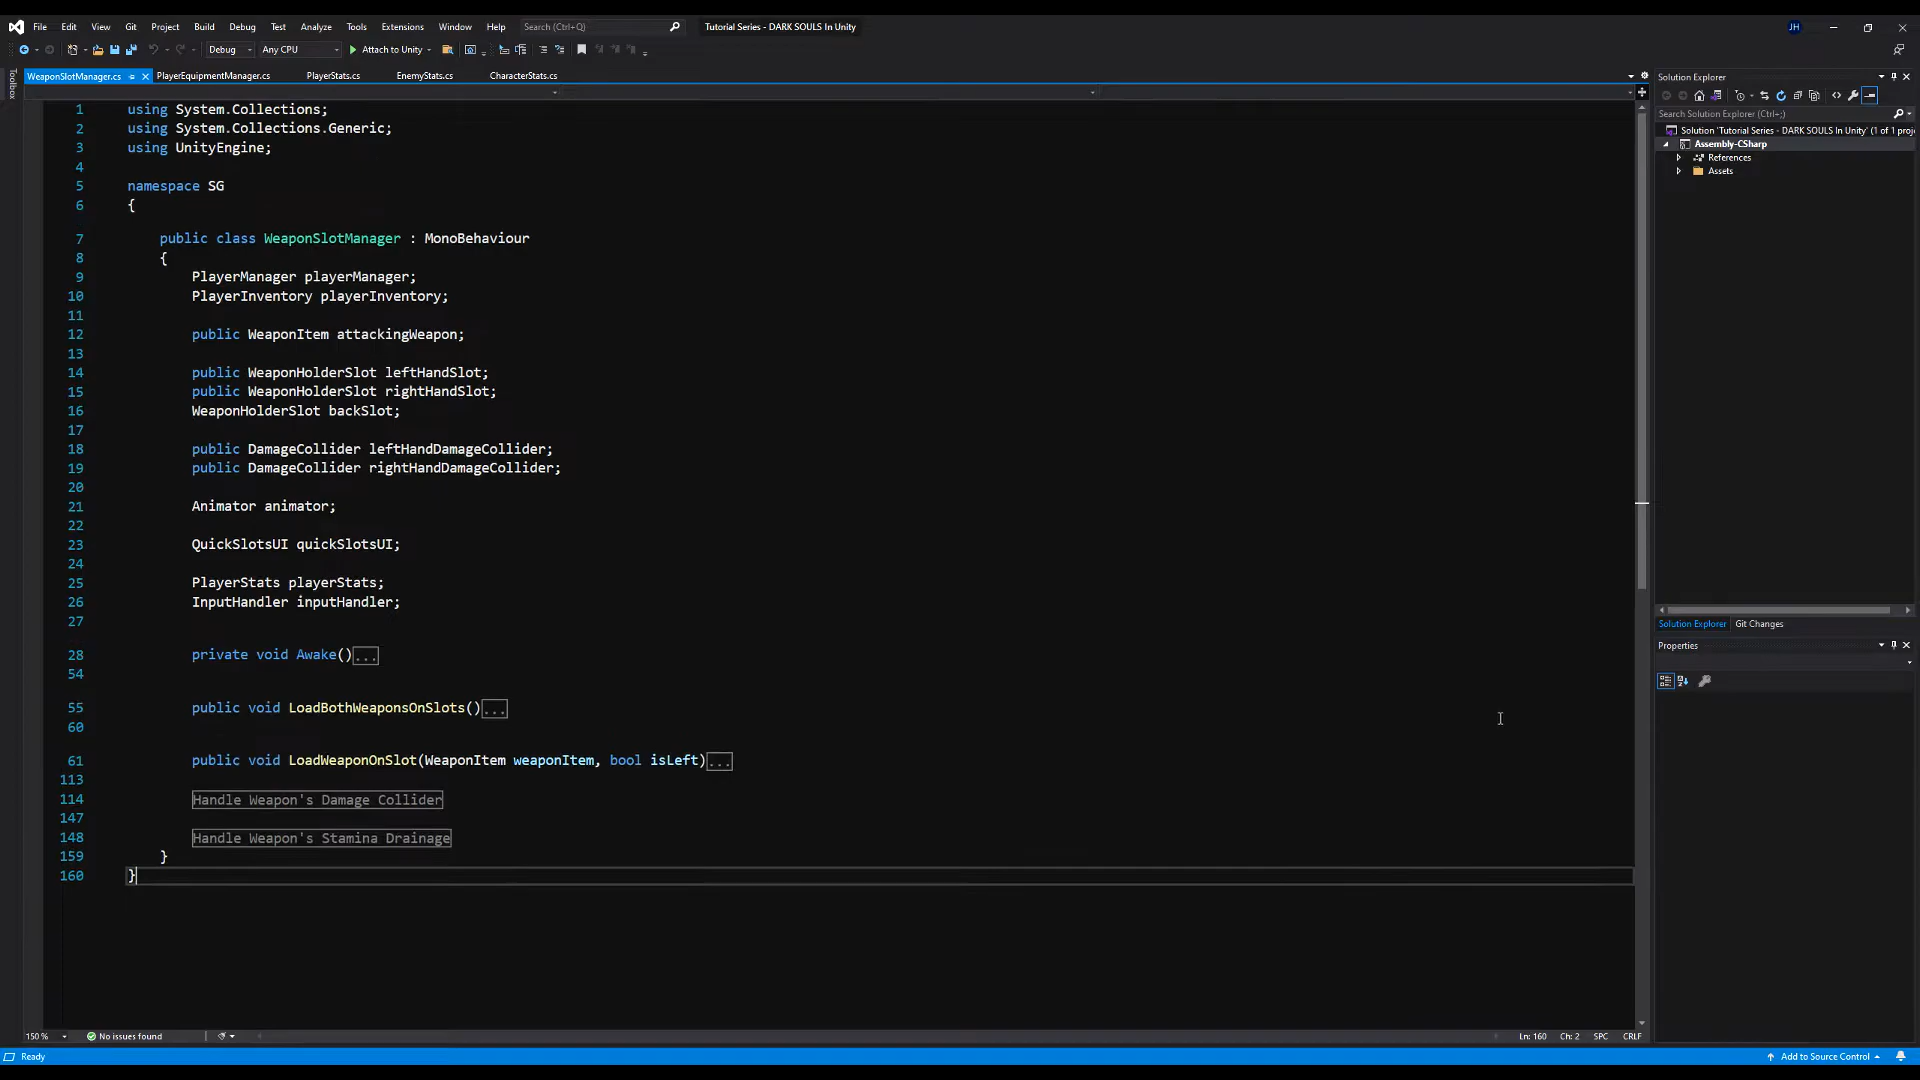 File Edit View Git Project Build Debug Test Analyze Tools Extensions Window Help Search (Ctrl+Q) Tutorial Series - DARK SOULS In Unity JH
Debug Any CPU Attach to Unity
WeaponSlotManager.cs PlayerEquipmentManager.cs PlayerStats.cs EnemyStats.cs CharacterStats.cs
Toolbox
1 using System.Collections;
2 using System.Collections.Generic;
3 using UnityEngine;
4
5 namespace SG
6 {
7 public class WeaponSlotManager : MonoBehaviour
8 {
9 PlayerManager playerManager;
10 PlayerInventory playerInventory;
11
12 public WeaponItem attackingWeapon;
13
14 public WeaponHolderSlot leftHandSlot;
15 public WeaponHolderSlot rightHandSlot;
16 WeaponHolderSlot backSlot;
17
18 public DamageCollider leftHandDamageCollider;
19 public DamageCollider rightHandDamageCollider;
20
21 Animator animator;
22
23 QuickSlotsUI quickSlotsUI;
24
25 PlayerStats playerStats;
26 InputHandler inputHandler;
27
28 private void Awake()...
54
55 public void LoadBothWeaponsOnSlots()...
60
61 public void LoadWeaponOnSlot(WeaponItem weaponItem, bool isLeft)...
113
114 Handle Weapon's Damage Collider
147
148 Handle Weapon's Stamina Drainage
159 }
160 }
150 % No issues found Ln: 160 Ch: 2 SPC CRLF
Solution Explorer
Search Solution Explorer (Ctrl+;)
Solution 'Tutorial Series - DARK SOULS In Unity' (1 of 1 proj
Assembly-CSharp
References
Assets
Solution Explorer Git Changes
Properties
Ready Add to Source Control